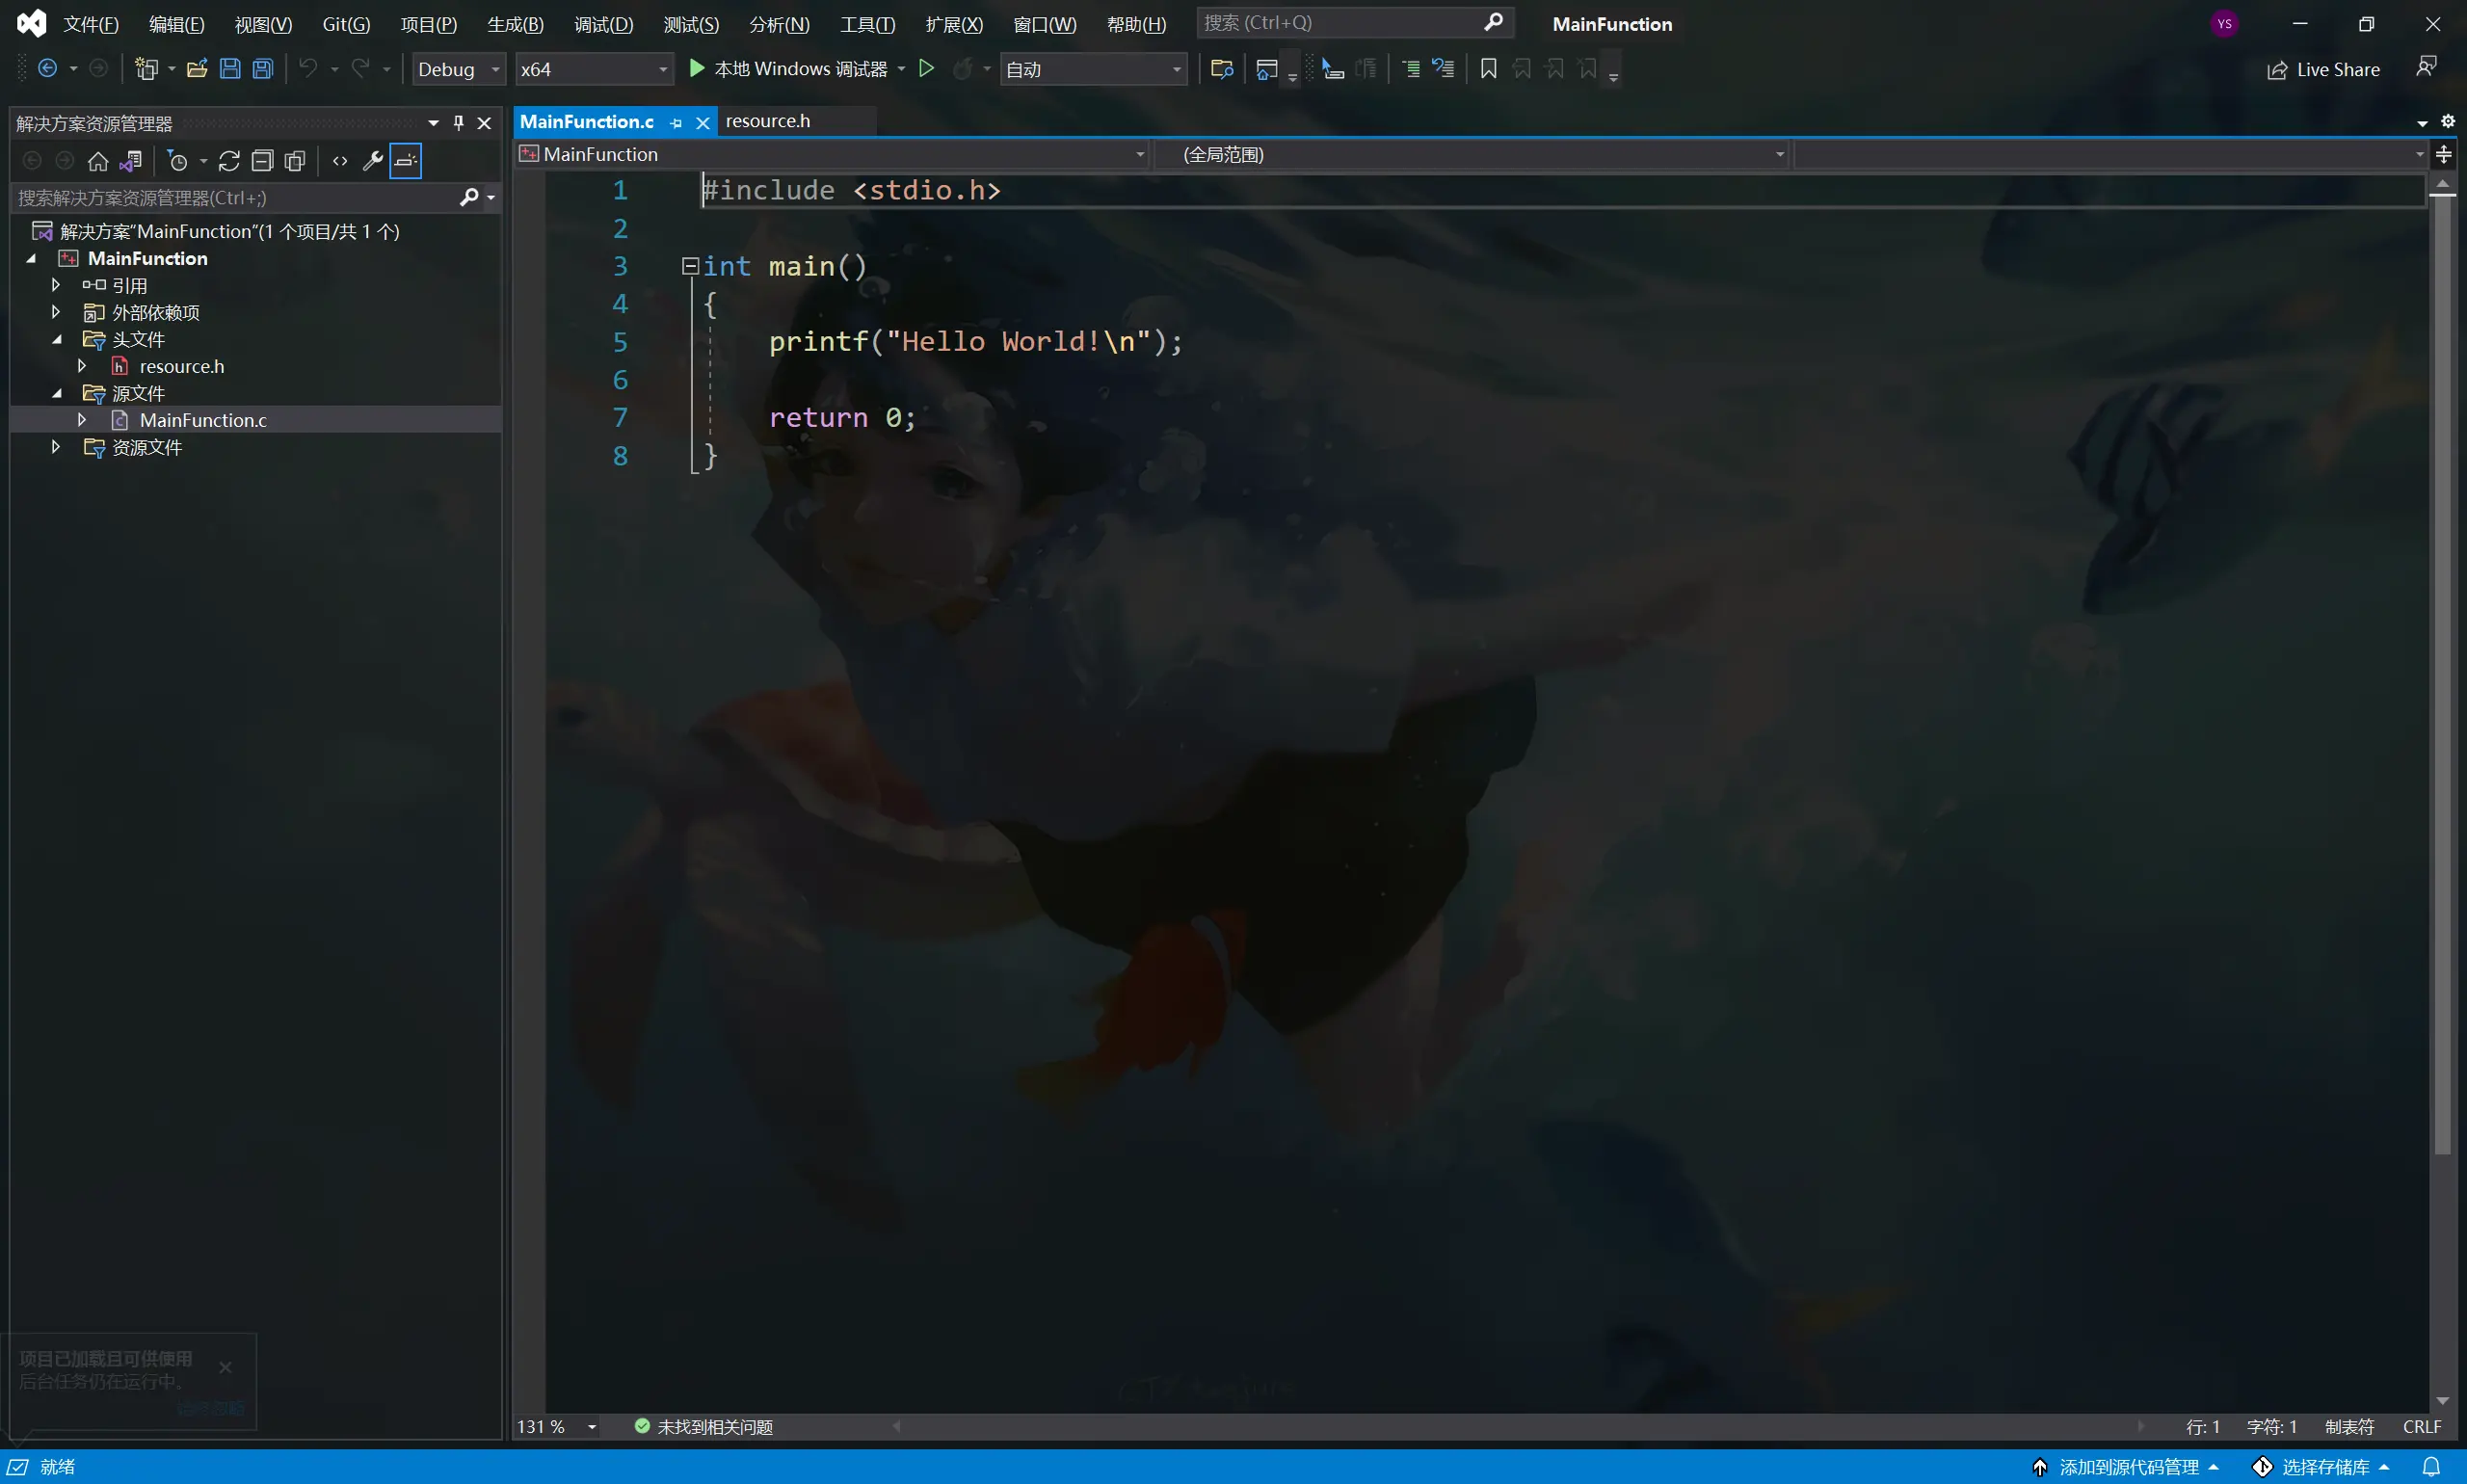 文件(F) 编辑(E) 视图(V) Git(G) 项目(P) 生成(B) 调试(D) 测试(S) 分析(N) 工具(T) 扩展(X) 窗口(W) 帮助(H) 搜索 (Ctrl+Q) MainFunction YS
Debug x64 本地 Windows 调试器 自动 Live Share
解决方案资源管理器
搜索解决方案资源管理器(Ctrl+;)
解决方案"MainFunction"(1 个项目/共 1 个)
MainFunction
引用
外部依赖项
头文件
resource.h
源文件
MainFunction.c
资源文件
MainFunction.c resource.h
MainFunction (全局范围)
1 #include <stdio.h>
2
3 int main()
4 {
5 printf("Hello World!\n");
6
7 return 0;
8 }
项目已加载且可供使用
后台任务仍在运行中。
131 % 未找到相关问题 行: 1 字符: 1 制表符 CRLF
就绪 添加到源代码管理 选择存储库